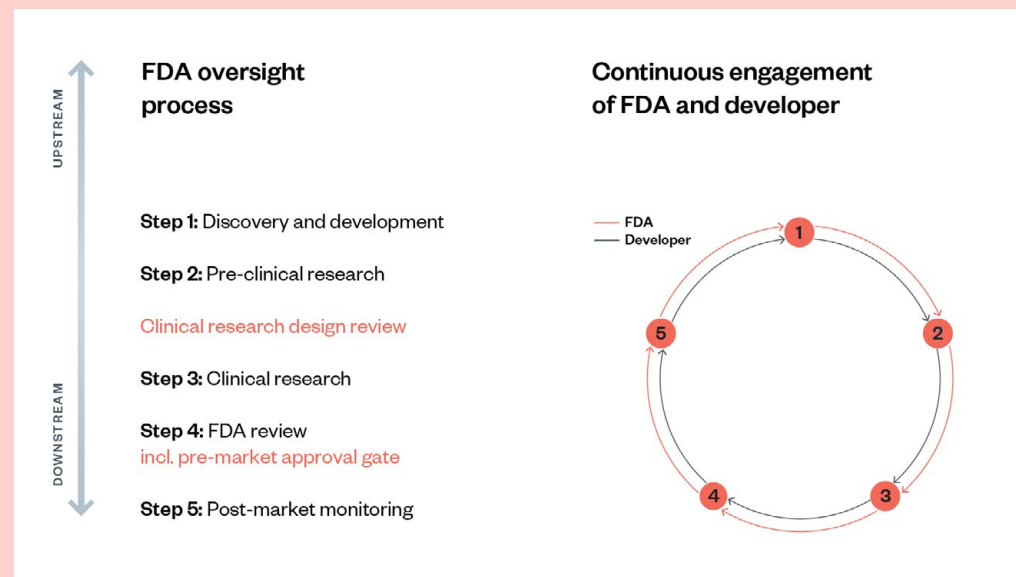 FDA oversight
process
Continuous engagement
of FDA and developer
UPSTREAM
DOWNSTREAM
Step 1: Discovery and development
Step 2: Pre-clinical research
Clinical research design review
Step 3: Clinical research
Step 4: FDA review
incl. pre-market approval gate
Step 5: Post-market monitoring
FDA
Developer
1
2
3
4
5